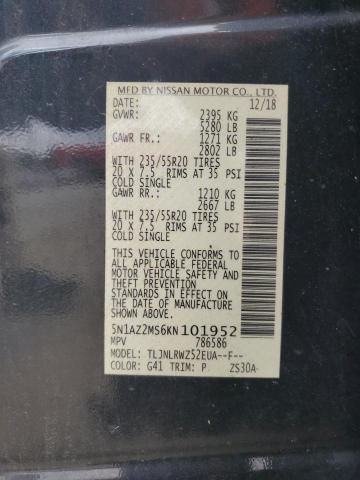 MFD BY NISSAN MOTOR CO., LTD.
DATE: 12/18
GVWR: 2395 KG
5280 LB
GAWR FR.: 1271 KG
2802 LB
WITH 235/55R20 TIRES
20 X 7.5 RIMS AT 35 PSI
COLD SINGLE
GAWR RR.: 1210 KG
2667 LB
WITH 235/55R20 TIRES
20 X 7.5 RIMS AT 35 PSI
COLD SINGLE
THIS VEHICLE CONFORMS TO
ALL APPLICABLE FEDERAL
MOTOR VEHICLE SAFETY AND
THEFT PREVENTION
STANDARDS IN EFFECT ON
THE DATE OF MANUFACTURE
SHOWN ABOVE.
5N1AZ2MS6KN101952
MPV 786586
MODEL: TLJNLRWZ52EUA--F--
COLOR: G41 TRIM: P ZS30A-